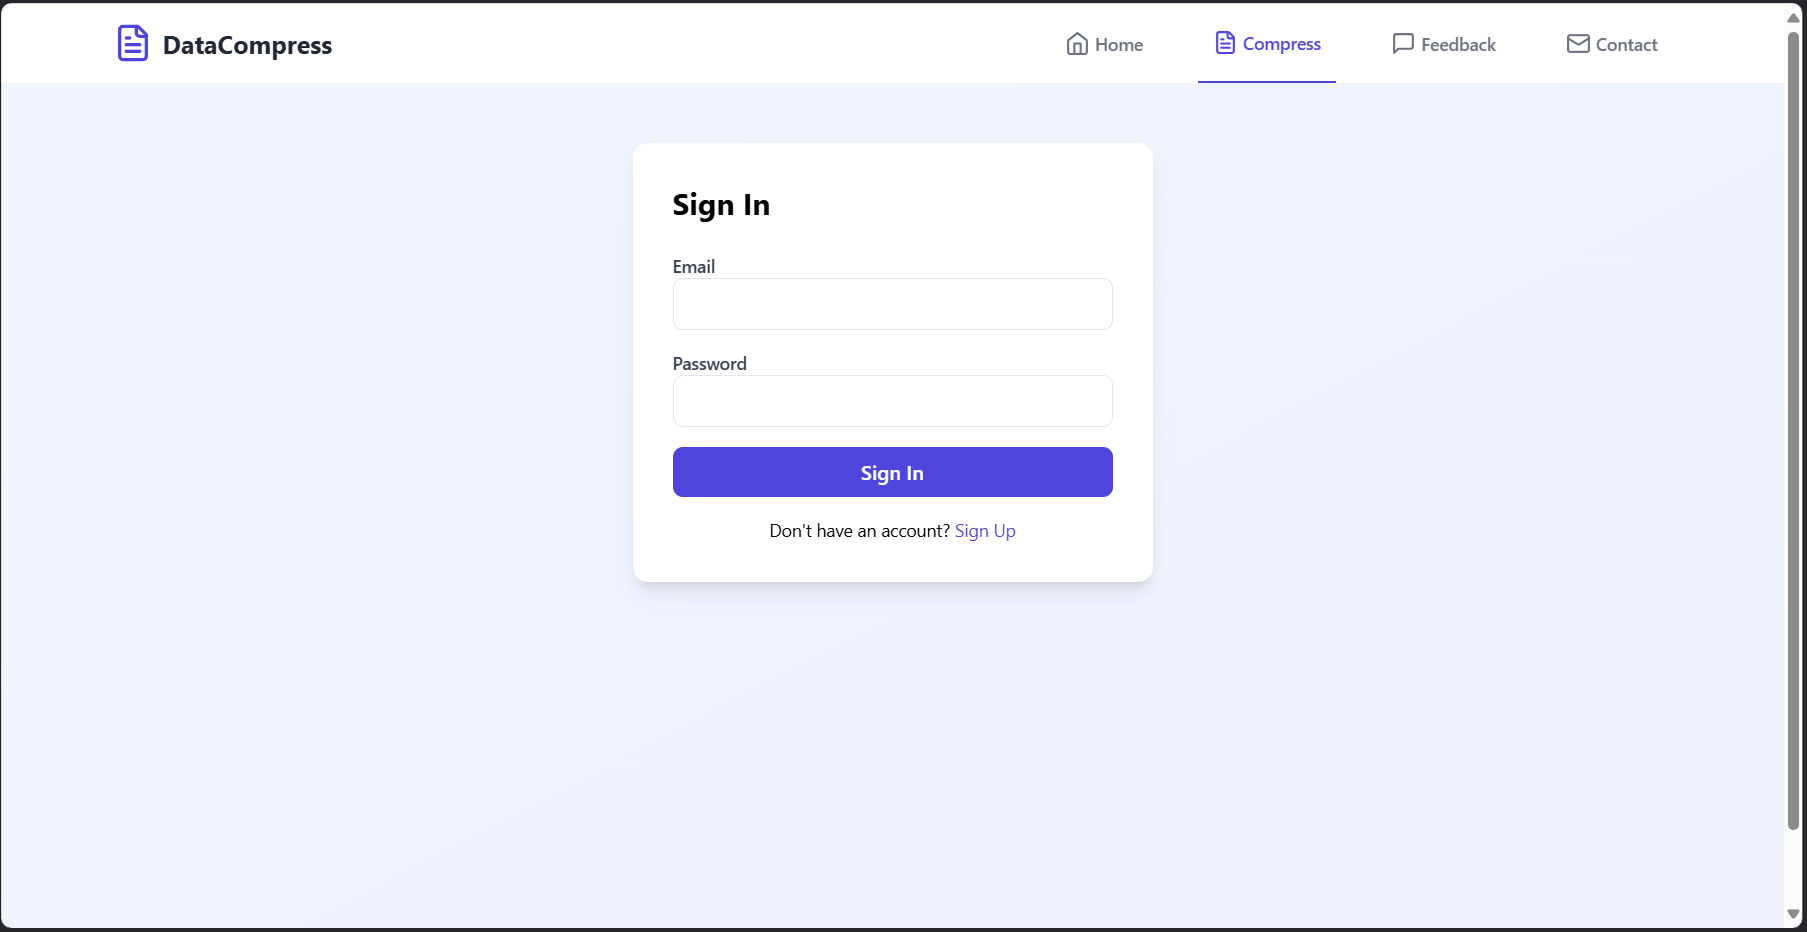 DataCompress
Home
Compress
Feedback
Contact
Sign In
Email
Password
Sign In
Don't have an account? Sign Up